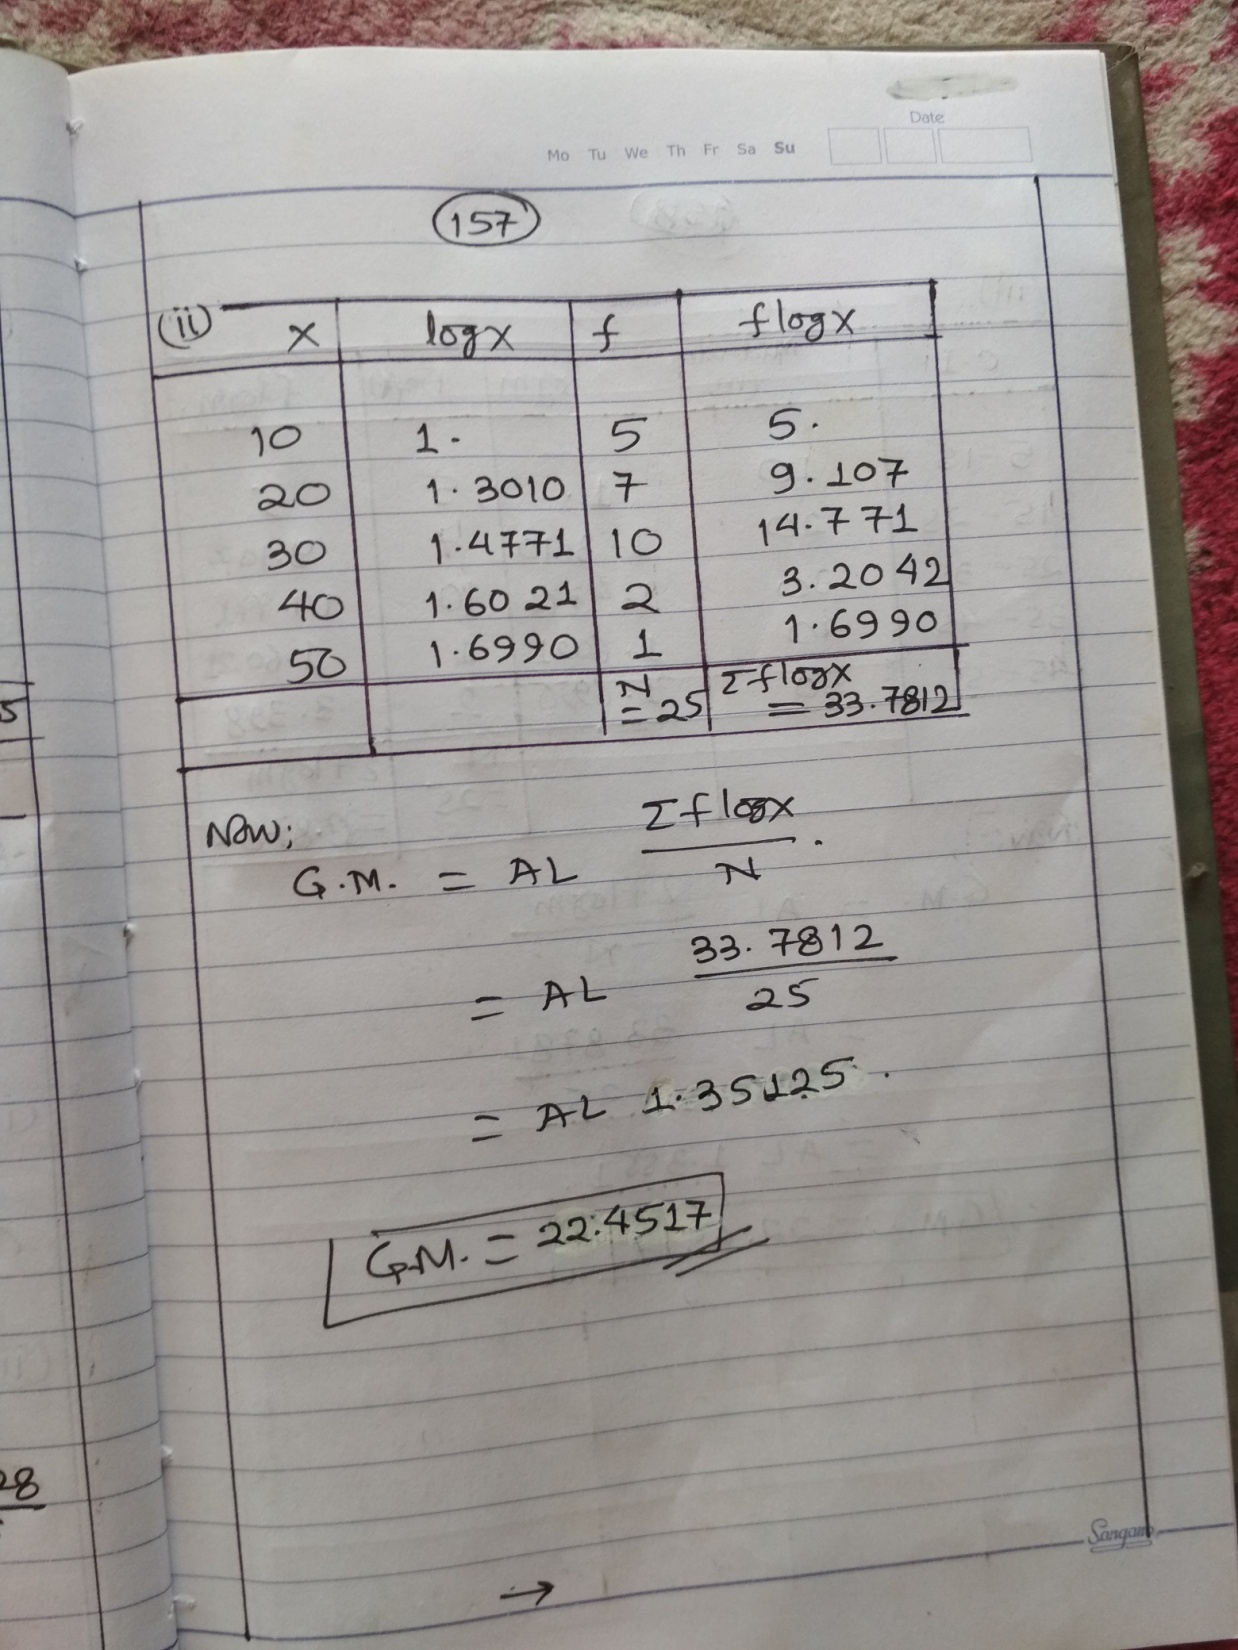 Date
Mo Tu We Th Fr Sa Su
157
(ii) x logx f flogx
10 1. 5 5.
20 1.3010 7 9.107
30 1.4771 10 14.771
40 1.6021 2 3.2042
50 1.6990 1 1.6990
N Σflogx
= 25 = 33.7812
5
Now;
Σflogx
G.M. = AL
N
33.7812
= AL
25
= AL 1.35125.
G.M. = 22.4517
28
Sangam
→